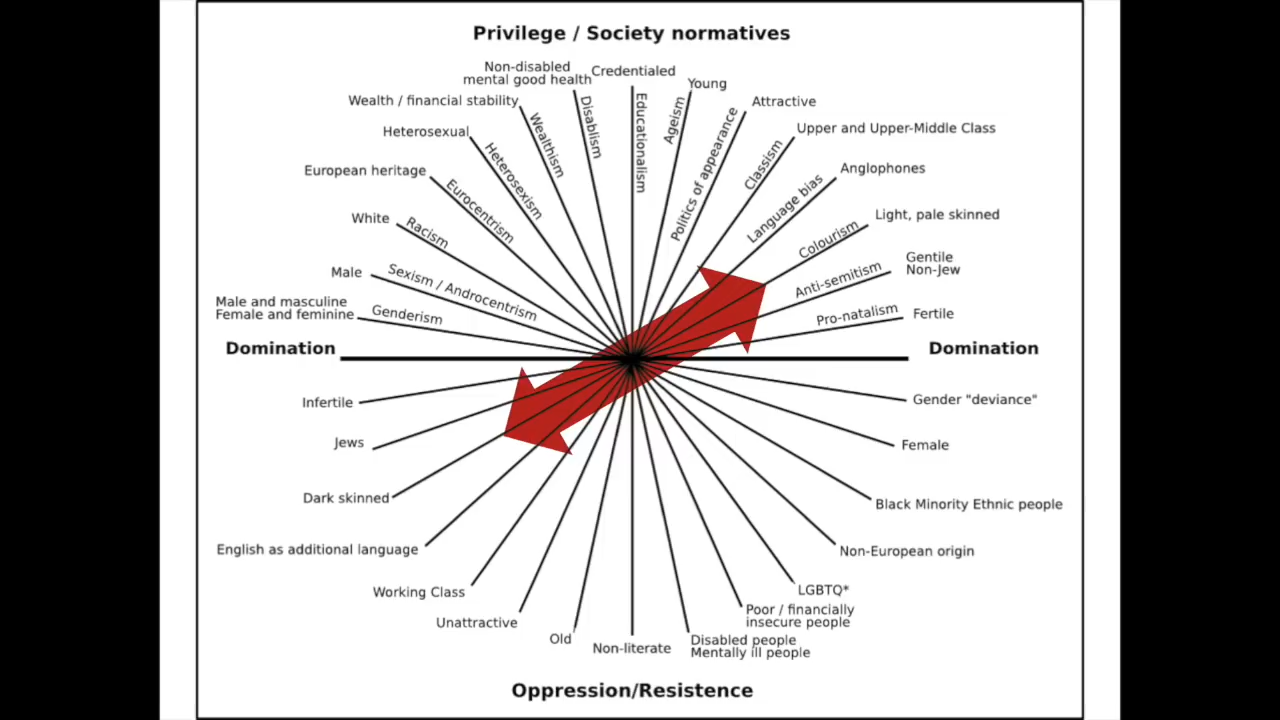 Privilege / Society normatives
Non-disabled
mental good health
Credentialed
Young
Wealth / financial stability
Attractive
Heterosexual
Upper and Upper-Middle Class
European heritage
Anglophones
White
Light, pale skinned
Male
Gentile
Non-Jew
Male and masculine
Female and feminine
Fertile
Genderism
Sexism / Androcentrism
Racism
Eurocentrism
Heterosexism
Wealthism
Disablism
Educationalism
Ageism
Politics of appearance
Classism
Language bias
Colourism
Anti-semitism
Pro-natalism
Domination
Domination
Infertile
Gender "deviance"
Jews
Female
Dark skinned
Black Minority Ethnic people
English as additional language
Non-European origin
Working Class
LGBTQ*
Unattractive
Poor / financially
insecure people
Old
Non-literate
Disabled people
Mentally ill people
Oppression/Resistence